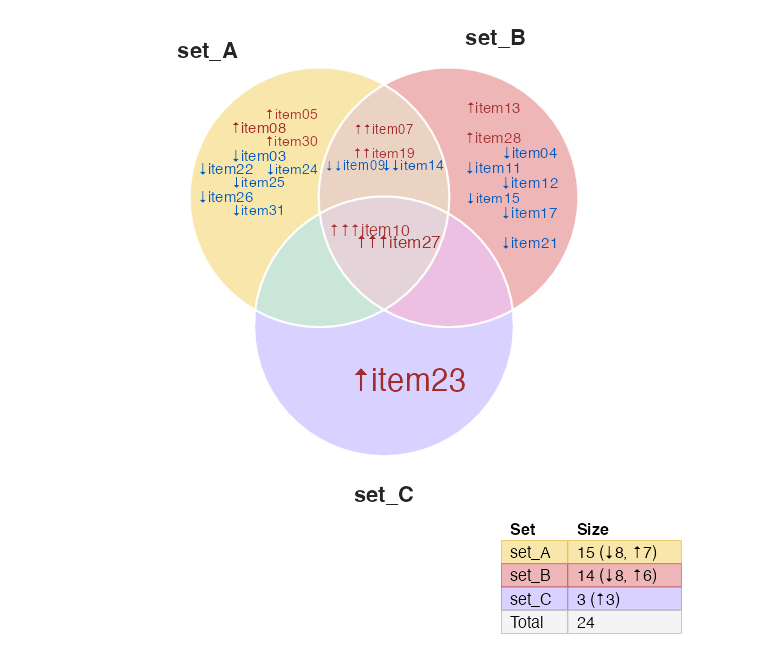 set_A
set_B
↑item05
↑item08
↑item30
↓item03
↓item22 ↓item24
↓item25
↓item26
↓item31
↑↑item07
↑↑item19
↓↓item09 ↓↓item14
↑item13
↑item28
↓item04
↓item11
↓item12
↓item15
↓item17
↓item21
↑↑↑item10
↑↑↑item27
↑item23
set_C
Set Size
set_A 15 (↓8, ↑7)
set_B 14 (↓8, ↑6)
set_C 3 (↑3)
Total 24